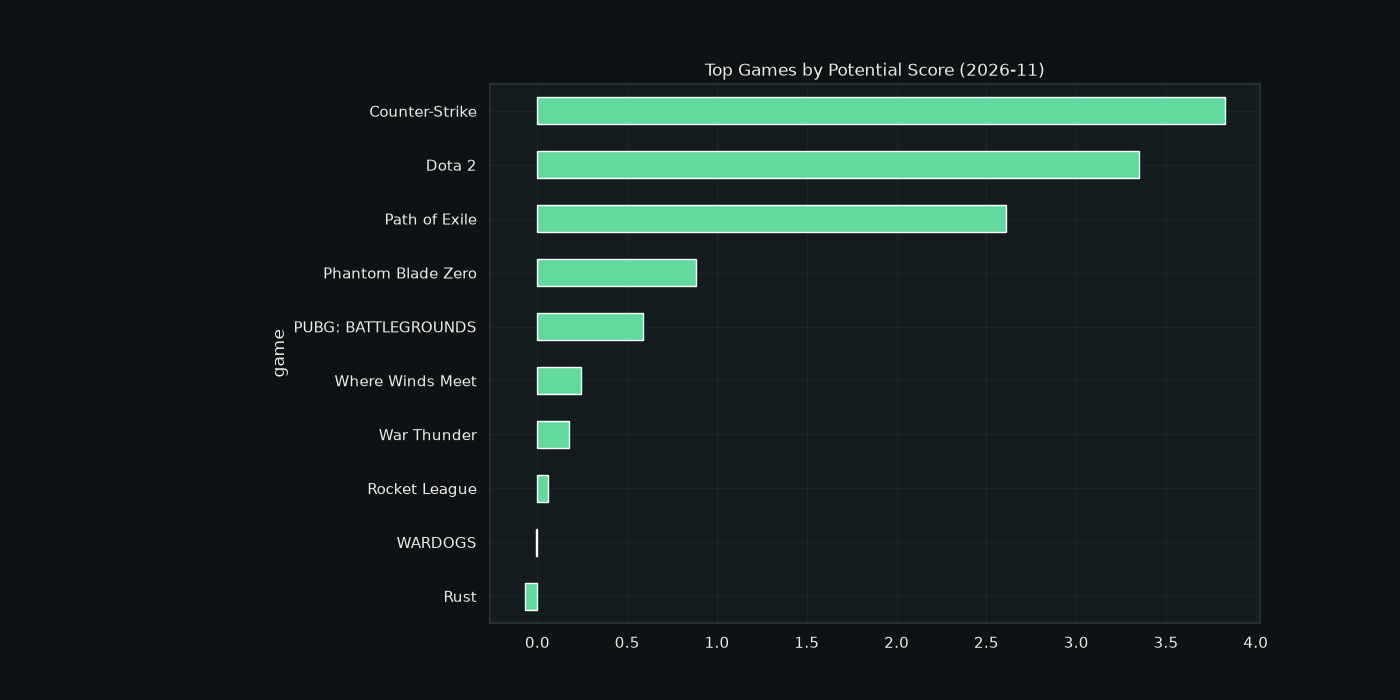 Top Games by Potential Score (2026-11)
Counter-Strike
Dota 2
Path of Exile
Phantom Blade Zero
PUBG: BATTLEGROUNDS
game
Where Winds Meet
War Thunder
Rocket League
WARDOGS
Rust
0.0 0.5 1.0 1.5 2.0 2.5 3.0 3.5 4.0